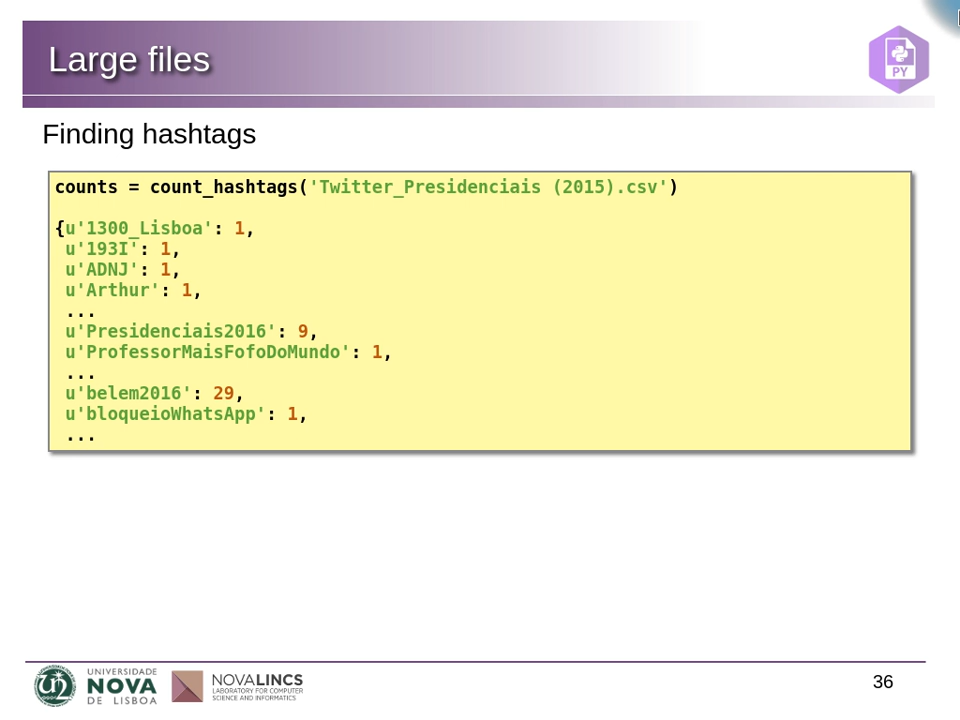 Large files
PY
Finding hashtags
counts = count_hashtags('Twitter_Presidenciais (2015).csv')
{u'1300_Lisboa': 1,
u'193I': 1,
u'ADNJ': 1,
u'Arthur': 1,
...
u'Presidenciais2016': 9,
u'ProfessorMaisFofoDoMundo': 1,
...
u'belem2016': 29,
u'bloqueioWhatsApp': 1,
...
UNIVERSIDADE
NOVA
DE LISBOA
NOVALINCS
LABORATORY FOR COMPUTER
SCIENCE AND INFORMATICS
36